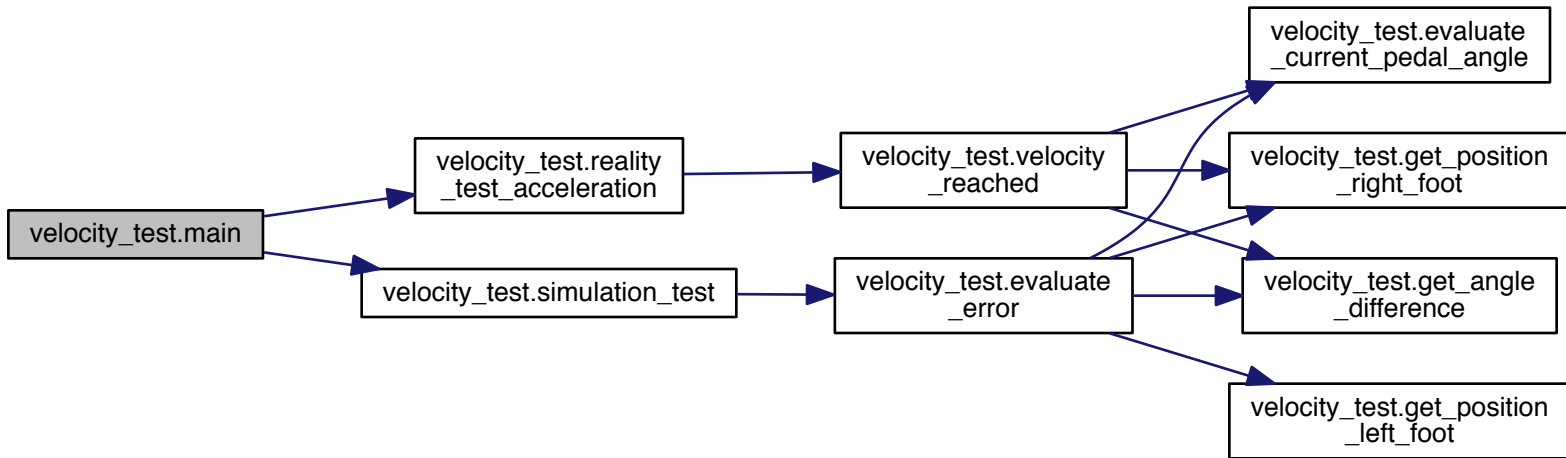 velocity_test.main
velocity_test.reality
_test_acceleration
velocity_test.simulation_test
velocity_test.velocity
_reached
velocity_test.evaluate
_error
velocity_test.evaluate
_current_pedal_angle
velocity_test.get_position
_right_foot
velocity_test.get_angle
_difference
velocity_test.get_position
_left_foot